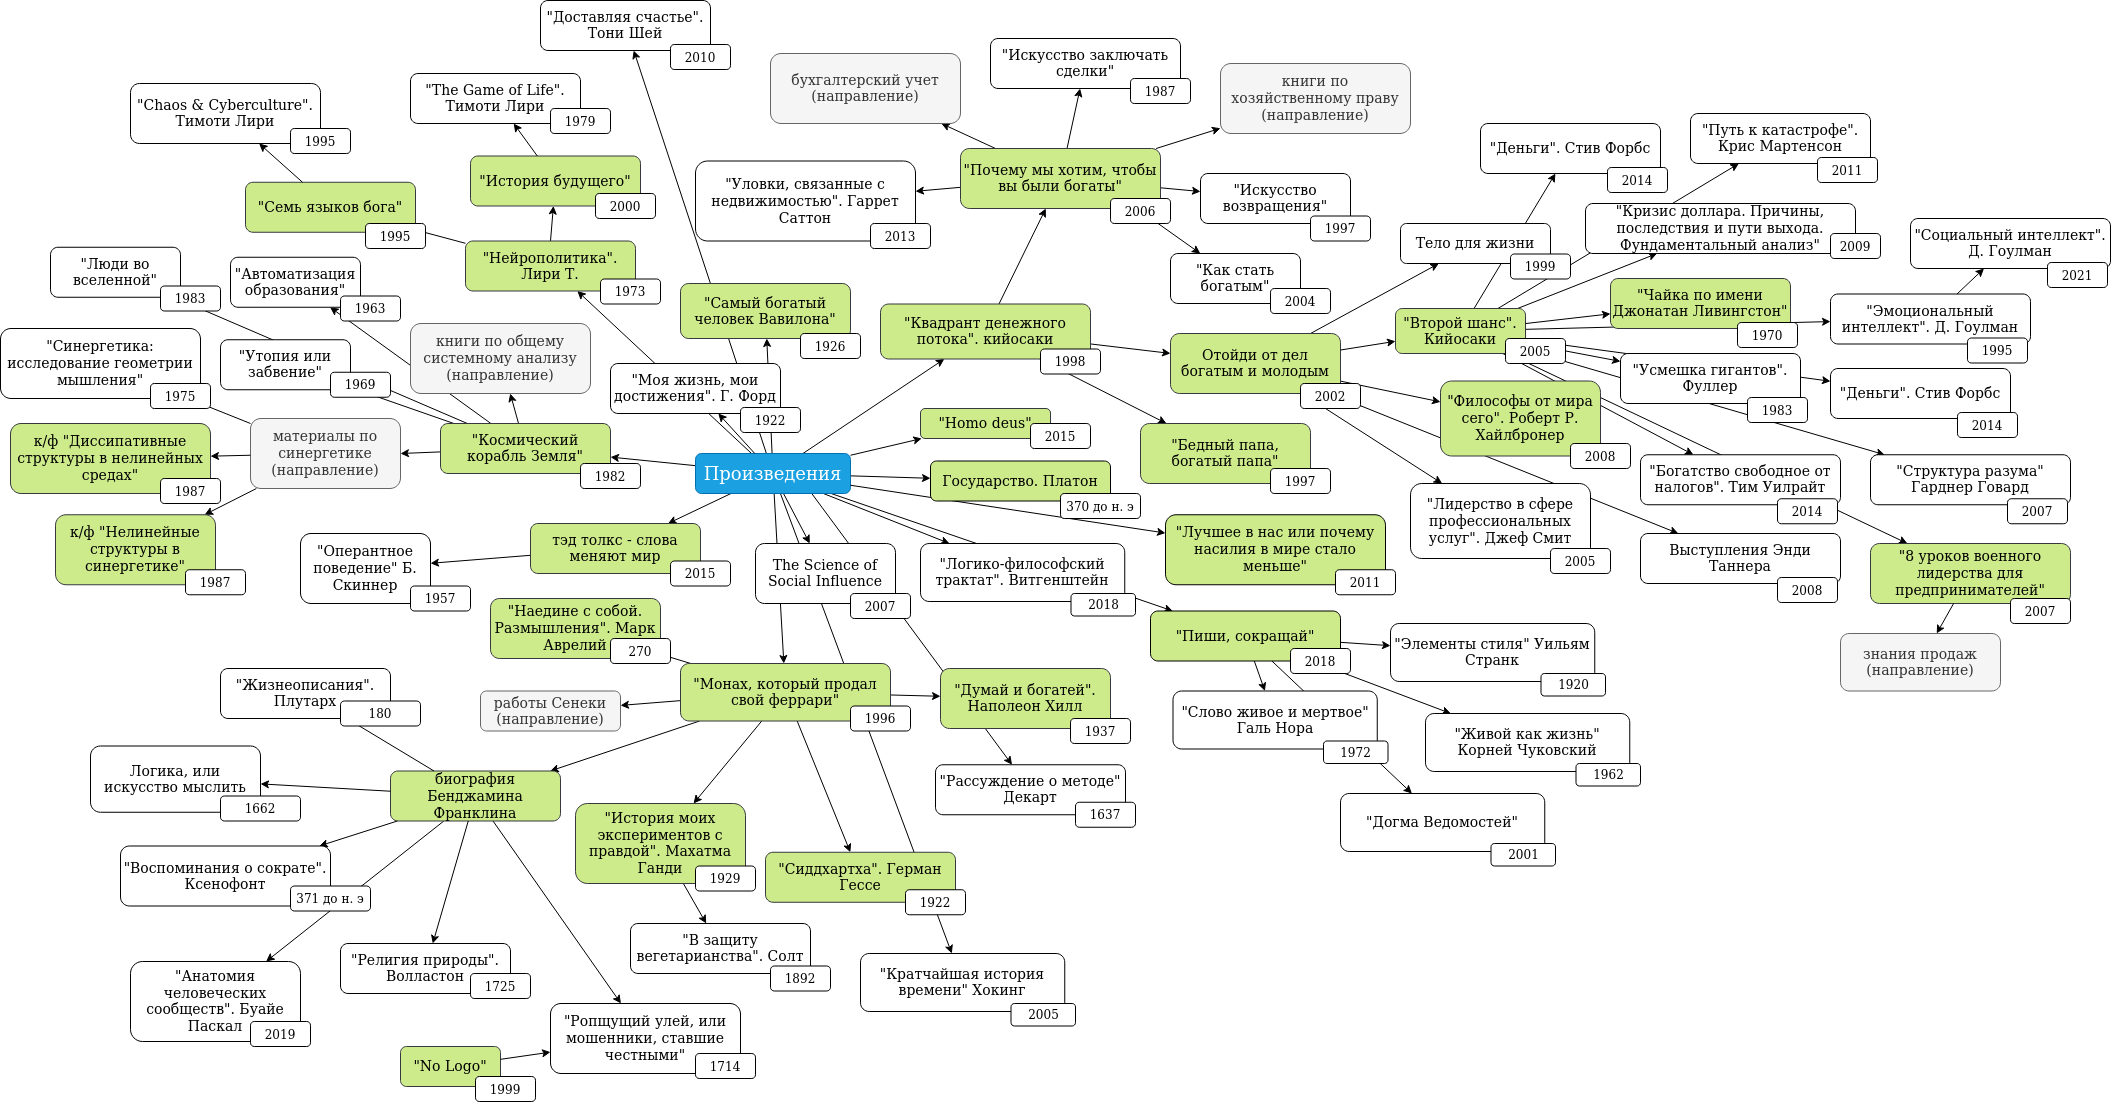 "Доставляя счастье".
Тони Шей
2010
"Искусство заключать
сделки"
1987
бухгалтерский учет
(направление)
книги по
хозяйственному праву
(направление)
"Chaos & Cyberculture".
Тимоти Лири
1995
"The Game of Life".
Тимоти Лири
1979
"История будущего"
2000
"Семь языков бога"
1995
"Нейрополитика".
Лири Т.
1973
"Уловки, связанные с
недвижимостью". Гаррет
Саттон
2013
"Почему мы хотим, чтобы
вы были богаты"
2006
"Искусство
возвращения"
1997
"Как стать
богатым"
2004
"Деньги". Стив Форбс
2014
"Путь к катастрофе".
Крис Мартенсон
2011
Тело для жизни
1999
"Кризис доллара. Причины,
последствия и пути выхода.
Фундаментальный анализ"
2009
"Социальный интеллект".
Д. Гоулман
2021
"Люди во
вселенной"
1983
"Автоматизация
образования"
1963
"Синергетика:
исследование геометрии
мышления"
1975
"Утопия или
забвение"
1969
книги по общему
системному анализу
(направление)
"Самый богатый
человек Вавилона"
1926
"Моя жизнь, мои
достижения". Г. Форд
1922
"Квадрант денежного
потока". кийосаки
1998
Отойди от дел
богатым и молодым
2002
"Второй шанс".
Кийосаки
2005
"Чайка по имени
Джонатан Ливингстон"
1970
"Эмоциональный
интеллект". Д. Гоулман
1995
"Усмешка гигантов".
Фуллер
1983
"Деньги". Стив Форбс
2014
"Философы от мира
сего". Роберт Р.
Хайлбронер
2008
к/ф "Диссипативные
структуры в нелинейных
средах"
1987
материалы по
синергетике
(направление)
"Космический
корабль Земля"
1982
Произведения
"Homo deus"
2015
Государство. Платон
370 до н. э
"Бедный папа,
богатый папа"
1997
"Лидерство в сфере
профессиональных
услуг". Джеф Смит
2005
"Богатство свободное от
налогов". Тим Уилрайт
2014
"Структура разума"
Гарднер Говард
2007
к/ф "Нелинейные
структуры в
синергетике"
1987
"Оперантное
поведение" Б.
Скиннер
1957
тэд толкс - слова
меняют мир
2015
The Science of
Social Influence
2007
"Логико-философский
трактат". Витгенштейн
2018
"Лучшее в нас или почему
насилия в мире стало
меньше"
2011
Выступления Энди
Таннера
2008
"8 уроков военного
лидерства для
предпринимателей"
2007
знания продаж
(направление)
"Наедине с собой.
Размышления". Марк
Аврелий
270
"Пиши, сокращай"
2018
"Элементы стиля" Уильям
Странк
1920
"Жизнеописания".
Плутарх
180
работы Сенеки
(направление)
"Монах, который продал
свой феррари"
1996
"Думай и богатей".
Наполеон Хилл
1937
"Слово живое и мертвое"
Галь Нора
1972
"Живой как жизнь"
Корней Чуковский
1962
Логика, или
искусство мыслить
1662
биография
Бенджамина
Франклина
"Рассуждение о методе"
Декарт
1637
"Догма Ведомостей"
2001
"Воспоминания о сократе".
Ксенофонт
371 до н. э
"История моих
экспериментов с
правдой". Махатма
Ганди
1929
"Сиддхартха". Герман
Гессе
1922
"Анатомия
человеческих
сообществ". Буайе
Паскал
2019
"Религия природы".
Волластон
1725
"В защиту
вегетарианства". Солт
1892
"Кратчайшая история
времени" Хокинг
2005
"Ропщущий улей, или
мошенники, ставшие
честными"
1714
"No Logo"
1999